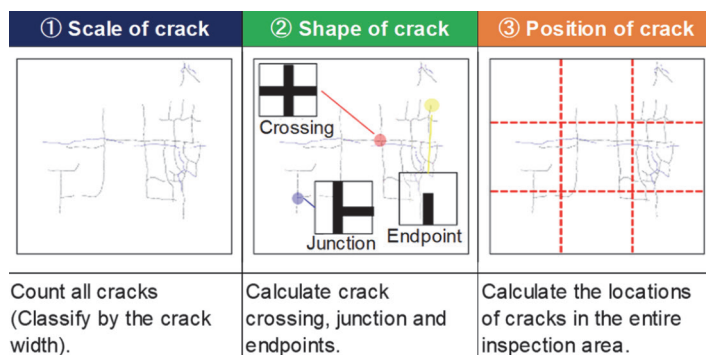 ① Scale of crack
② Shape of crack
③ Position of crack
Crossing
Junction
Endpoint
Count all cracks
(Classify by the crack
width).
Calculate crack
crossing, junction and
endpoints.
Calculate the locations
of cracks in the entire
inspection area.